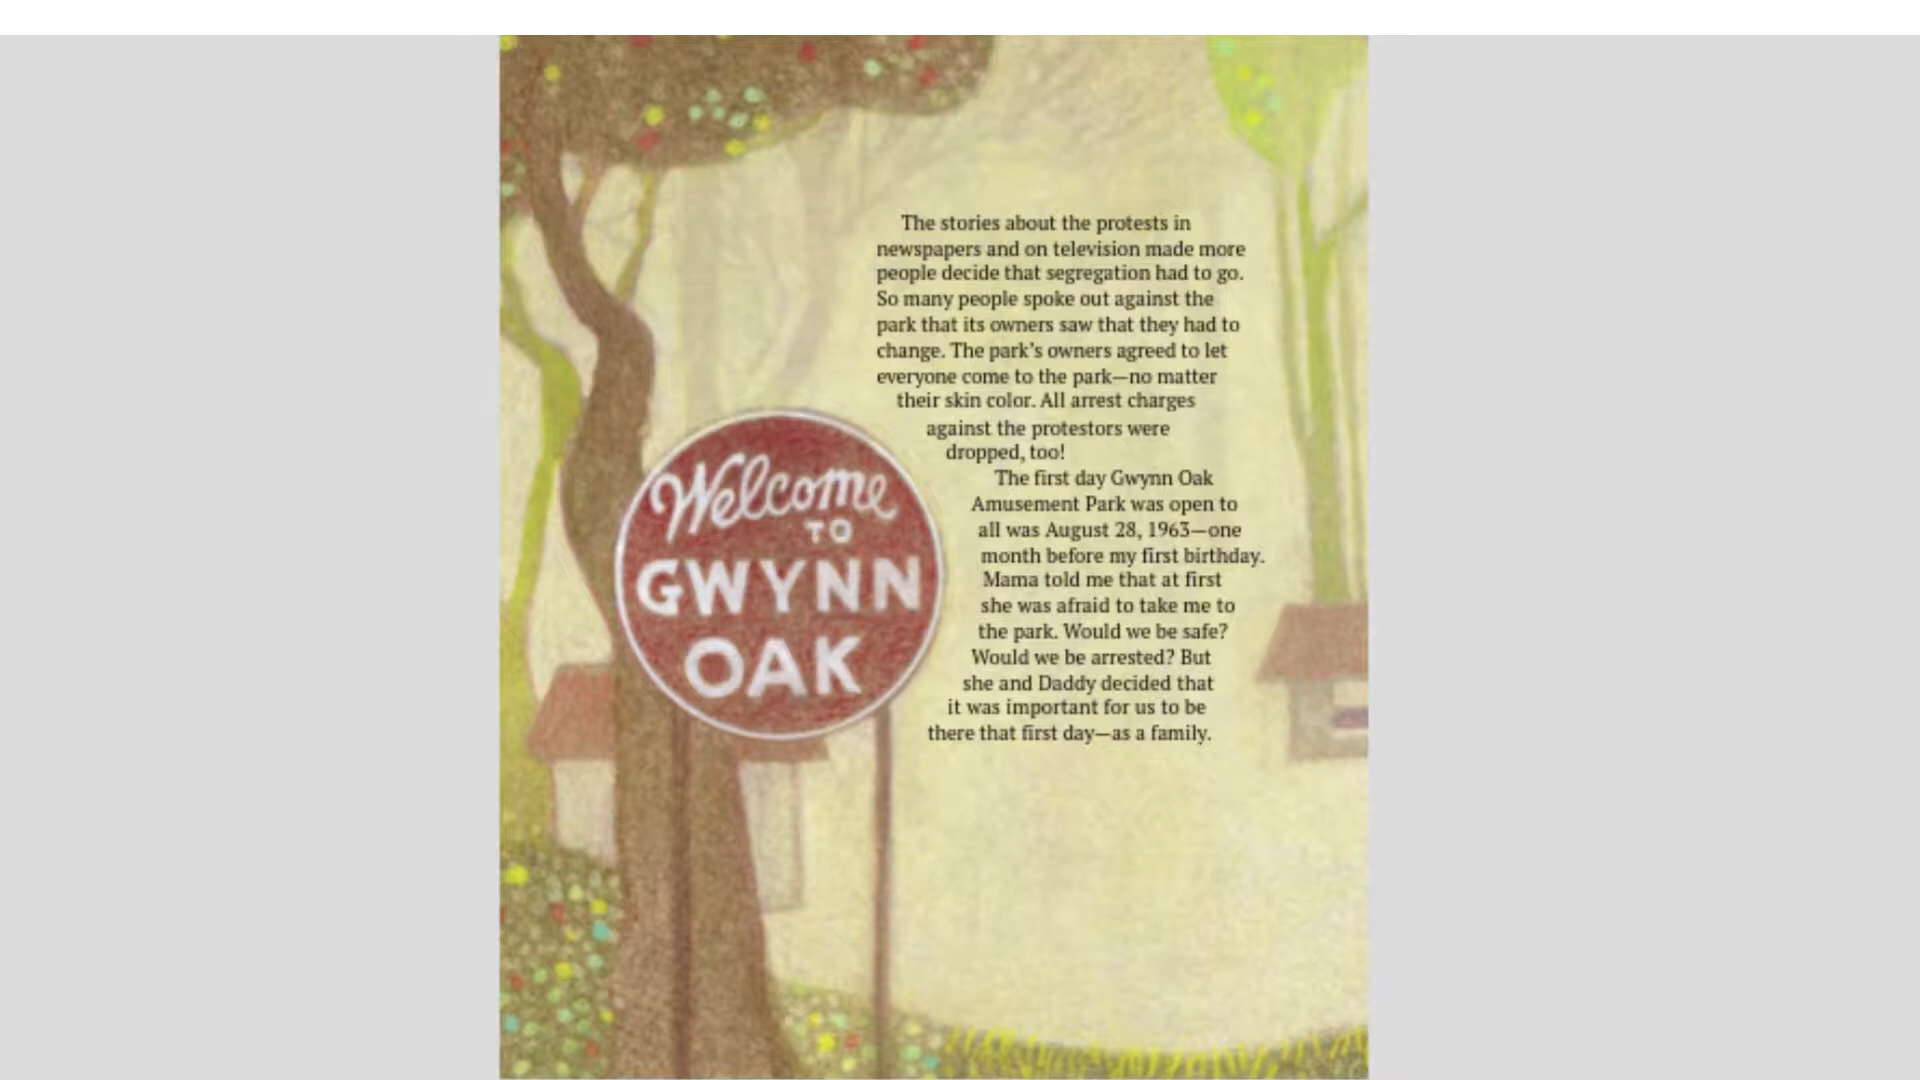 The stories about the protests in
newspapers and on television made more
people decide that segregation had to go.
So many people spoke out against the
park that its owners saw that they had to
change. The park's owners agreed to let
everyone come to the park—no matter
their skin color. All arrest charges
against the protestors were
dropped, too!
The first day Gwynn Oak
Amusement Park was open to
all was August 28, 1963—one
month before my first birthday.
Mama told me that at first
she was afraid to take me to
the park. Would we be safe?
Would we be arrested? But
she and Daddy decided that
it was important for us to be
there that first day—as a family.
Welcome
TO
GWYNN
OAK